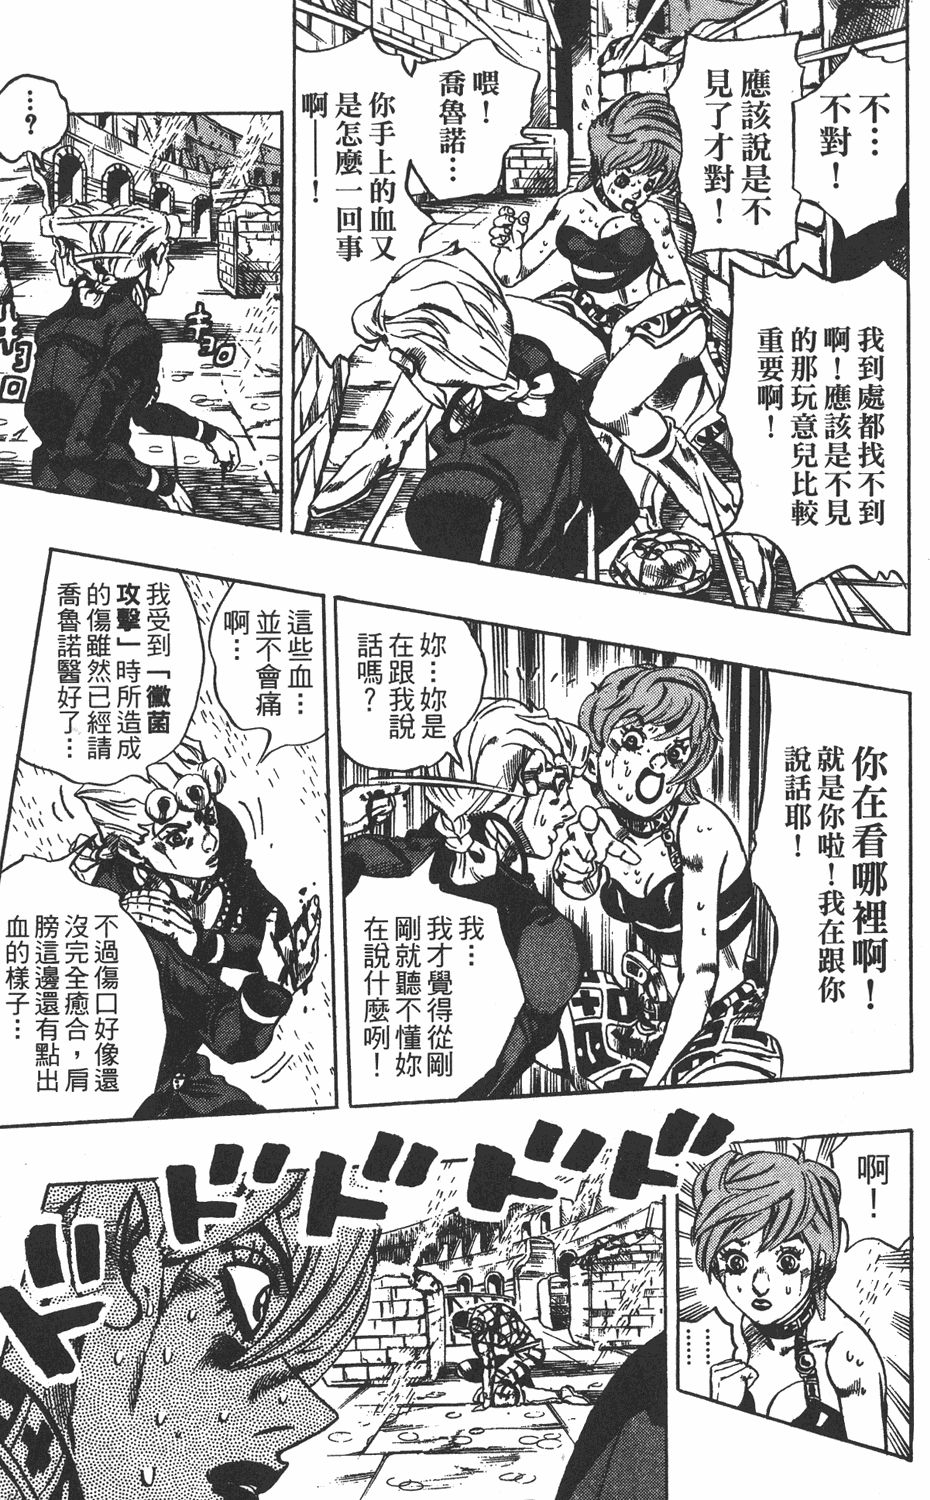 不…
不對！
應該說是不
見了才對！
喂！
喬魯諾…
你手上的血又
是怎麼一回事
啊──！
我到處都找不到
啊！應該是不見
的那玩意兒比較
重要啊！
…？
キョロ
キョロ
你在看哪裡啊！
就是你啦！我在跟你
說話耶！
妳…妳是
在跟我說
話嗎？
我…
我才覺得從剛
剛就聽不懂妳
在說什麼咧！
這些血…
並不會痛
啊…
我受到「黴菌
攻擊」時所造成
的傷雖然已經請
喬魯諾醫好了…
不過傷口好像還
沒完全癒合，肩
膀這邊還有點出
血的樣子…
啊！
……
ドドドド